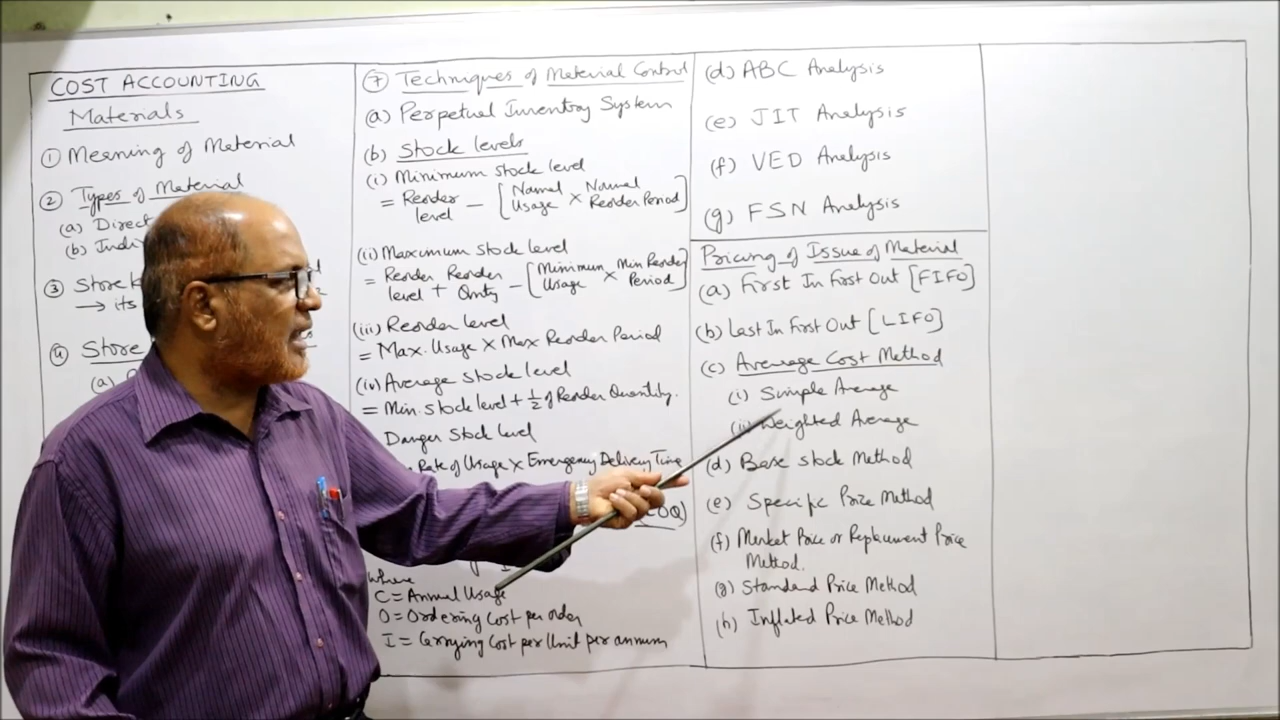 COST ACCOUNTING
Materials
① Meaning of Material
② Types of Material
(a) Direct
(b) Indi
③ Store
→ its
④ Store
(a)
⑦ Techniques of Material Control
(a) Perpetual Inventory System
(b) Stock levels
(i) Minimum stock level
= Reorder level - [Normal Usage × Normal Reorder Period]
(ii) Maximum stock level
= Reorder level + Reorder Qnty - [Minimum Usage × Min Reorder Period]
(iii) Reorder level
= Max. Usage × Max Reorder Period
(iv) Average stock level
= Min. stock level + 1/2 of Reorder Quantity.
Danger Stock level
Rate of Usage × Emergency Delivery Time
EOQ)
Where
C = Annual Usage
O = Ordering Cost per order
I = Carrying Cost per Unit per annum
(d) ABC Analysis
(e) JIT Analysis
(f) VED Analysis
(g) FSN Analysis
Pricing of Issue of Material
(a) First In First Out [FIFO]
(b) Last In First Out [LIFO]
(c) Average Cost Method
(i) Simple Average
(ii) Weighted Average
(d) Base stock Method
(e) Specific Price Method
(f) Market Price or Replacement Price
Method.
(g) Standard Price Method
(h) Inflated Price Method